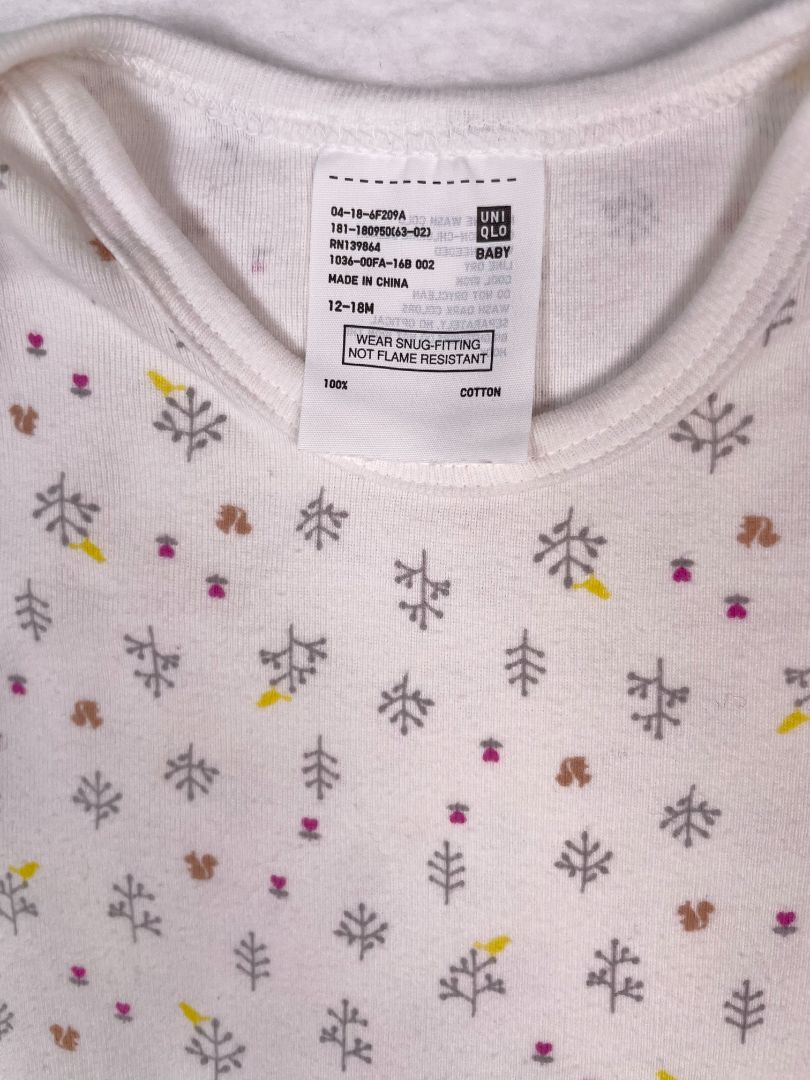 04-18-6F209A
181-180950(63-02)
RN139864
1036-00FA-16B 002
UNI
QLO
BABY
MADE IN CHINA
12-18M
WEAR SNUG-FITTING
NOT FLAME RESISTANT
100% COTTON